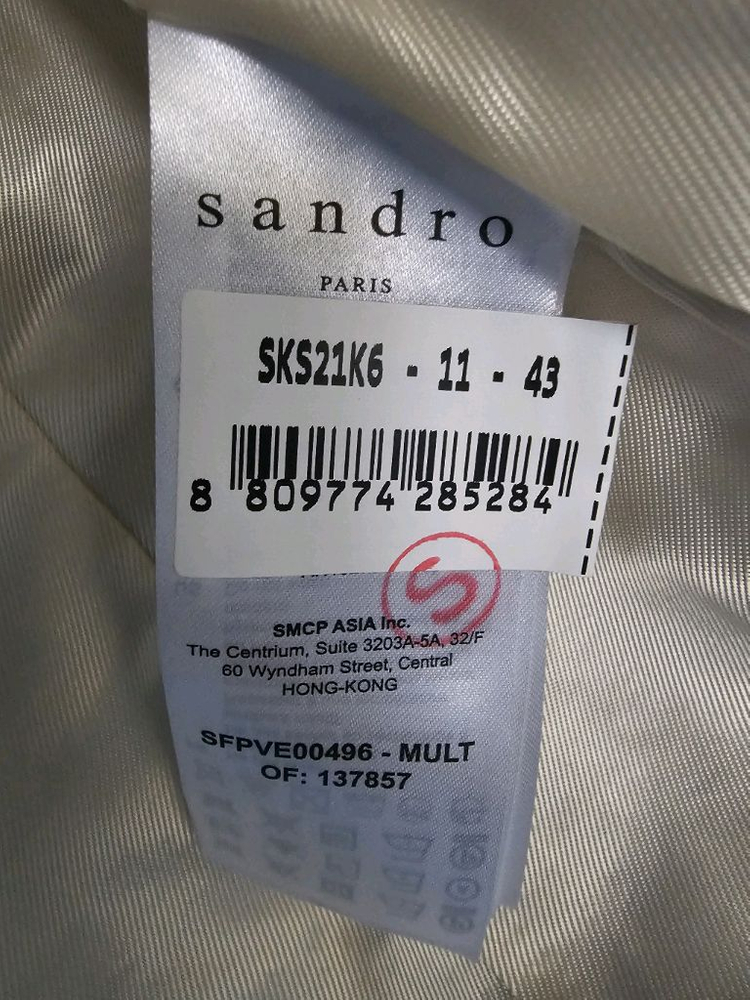 sandro
PARIS
SKS21K6 - 11 - 43
8 809774 285284
S
SMCP ASIA Inc.
The Centrium, Suite 3203A-5A, 32/F
60 Wyndham Street, Central
HONG-KONG
SFPVE00496 - MULT
OF: 137857